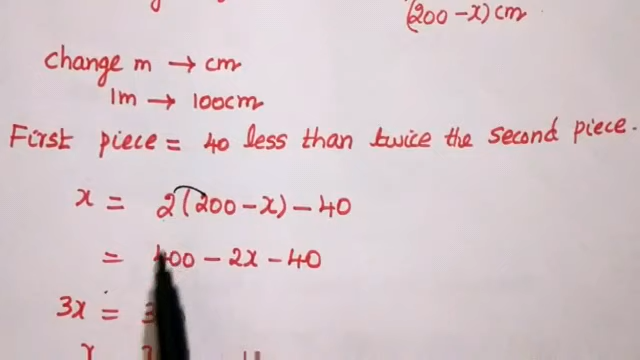 (200 - x) cm
change m → cm
1m → 100cm
First piece = 40 less than twice the second piece.
x = 2(200 - x) - 40
= 400 - 2x - 40
3x = 3